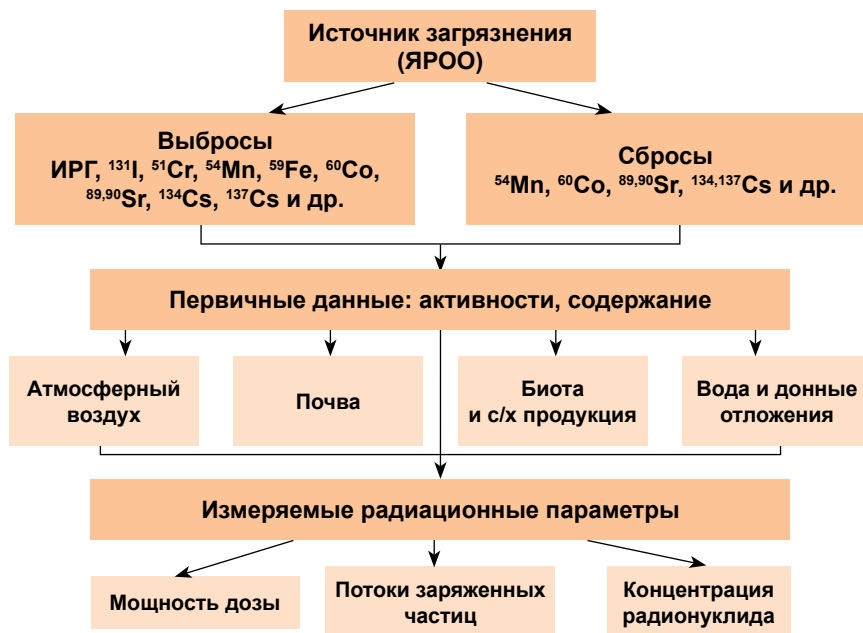 Источник загрязнения
(ЯРОО)
Выбросы
ИРГ, ¹³¹I, ⁵¹Cr, ⁵⁴Mn, ⁵⁹Fe, ⁶⁰Co,
⁸⁹,⁹⁰Sr, ¹³⁴Cs, ¹³⁷Cs и др.
Сбросы
⁵⁴Mn, ⁶⁰Co, ⁸⁹,⁹⁰Sr, ¹³⁴,¹³⁷Cs и др.
Первичные данные: активности, содержание
Атмосферный
воздух
Почва
Биота
и с/х продукция
Вода и донные
отложения
Измеряемые радиационные параметры
Мощность дозы
Потоки заряженных
частиц
Концентрация
радионуклида